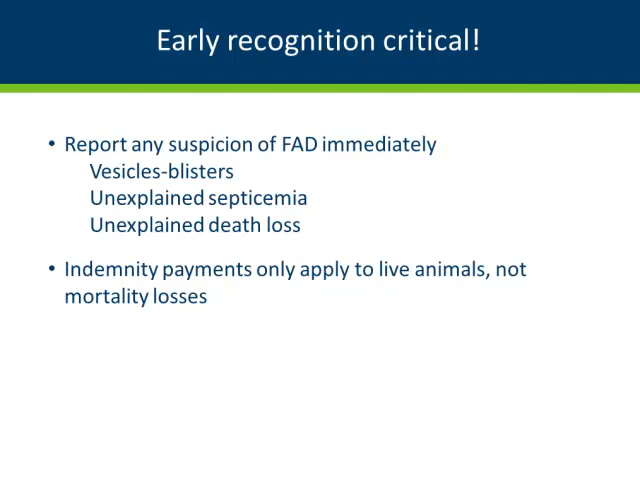 Early recognition critical!
• Report any suspicion of FAD immediately
Vesicles-blisters
Unexplained septicemia
Unexplained death loss
• Indemnity payments only apply to live animals, not
mortality losses